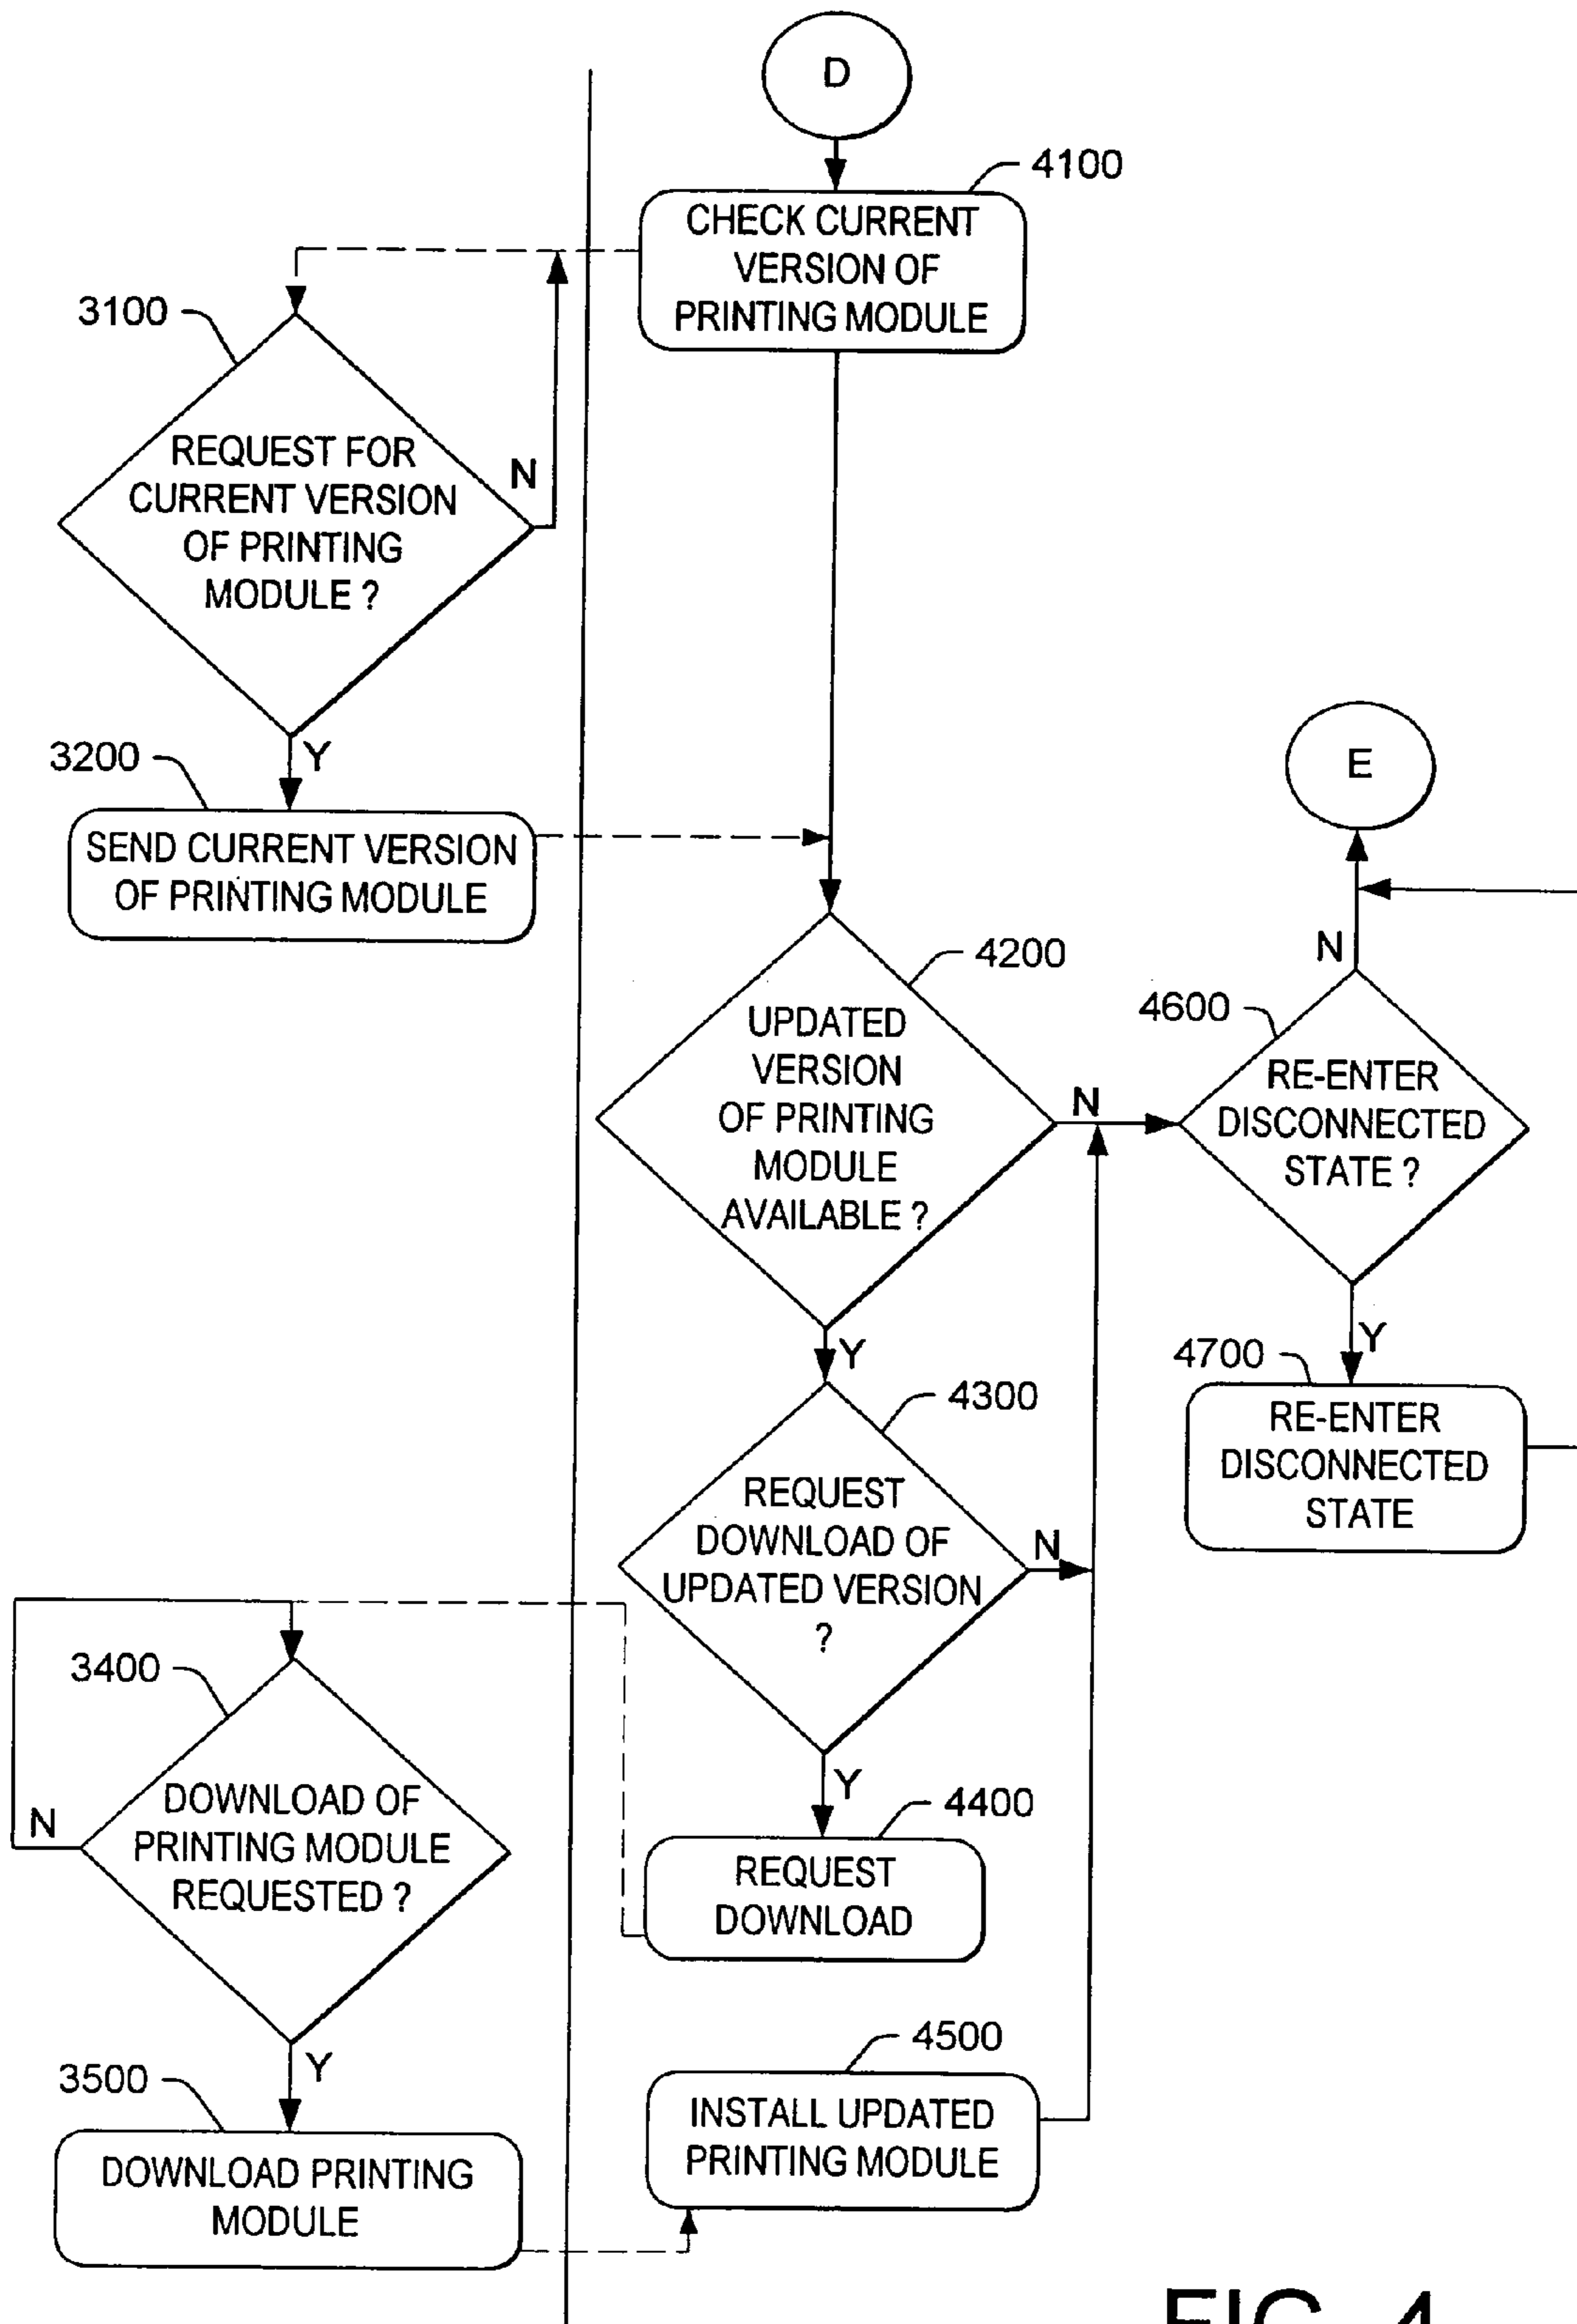 D
4100
CHECK CURRENT
VERSION OF
PRINTING MODULE
3100
REQUEST FOR
CURRENT VERSION
OF PRINTING
MODULE ?
N
Y
3200
SEND CURRENT VERSION
OF PRINTING MODULE
E
N
4200
UPDATED
VERSION
OF PRINTING
MODULE
AVAILABLE ?
N
Y
4600
RE-ENTER
DISCONNECTED
STATE ?
Y
4700
RE-ENTER
DISCONNECTED
STATE
4300
REQUEST
DOWNLOAD OF
UPDATED VERSION
?
N
Y
3400
DOWNLOAD OF
PRINTING MODULE
REQUESTED ?
N
Y
4400
REQUEST
DOWNLOAD
3500
DOWNLOAD PRINTING
MODULE
4500
INSTALL UPDATED
PRINTING MODULE
FIG. 4